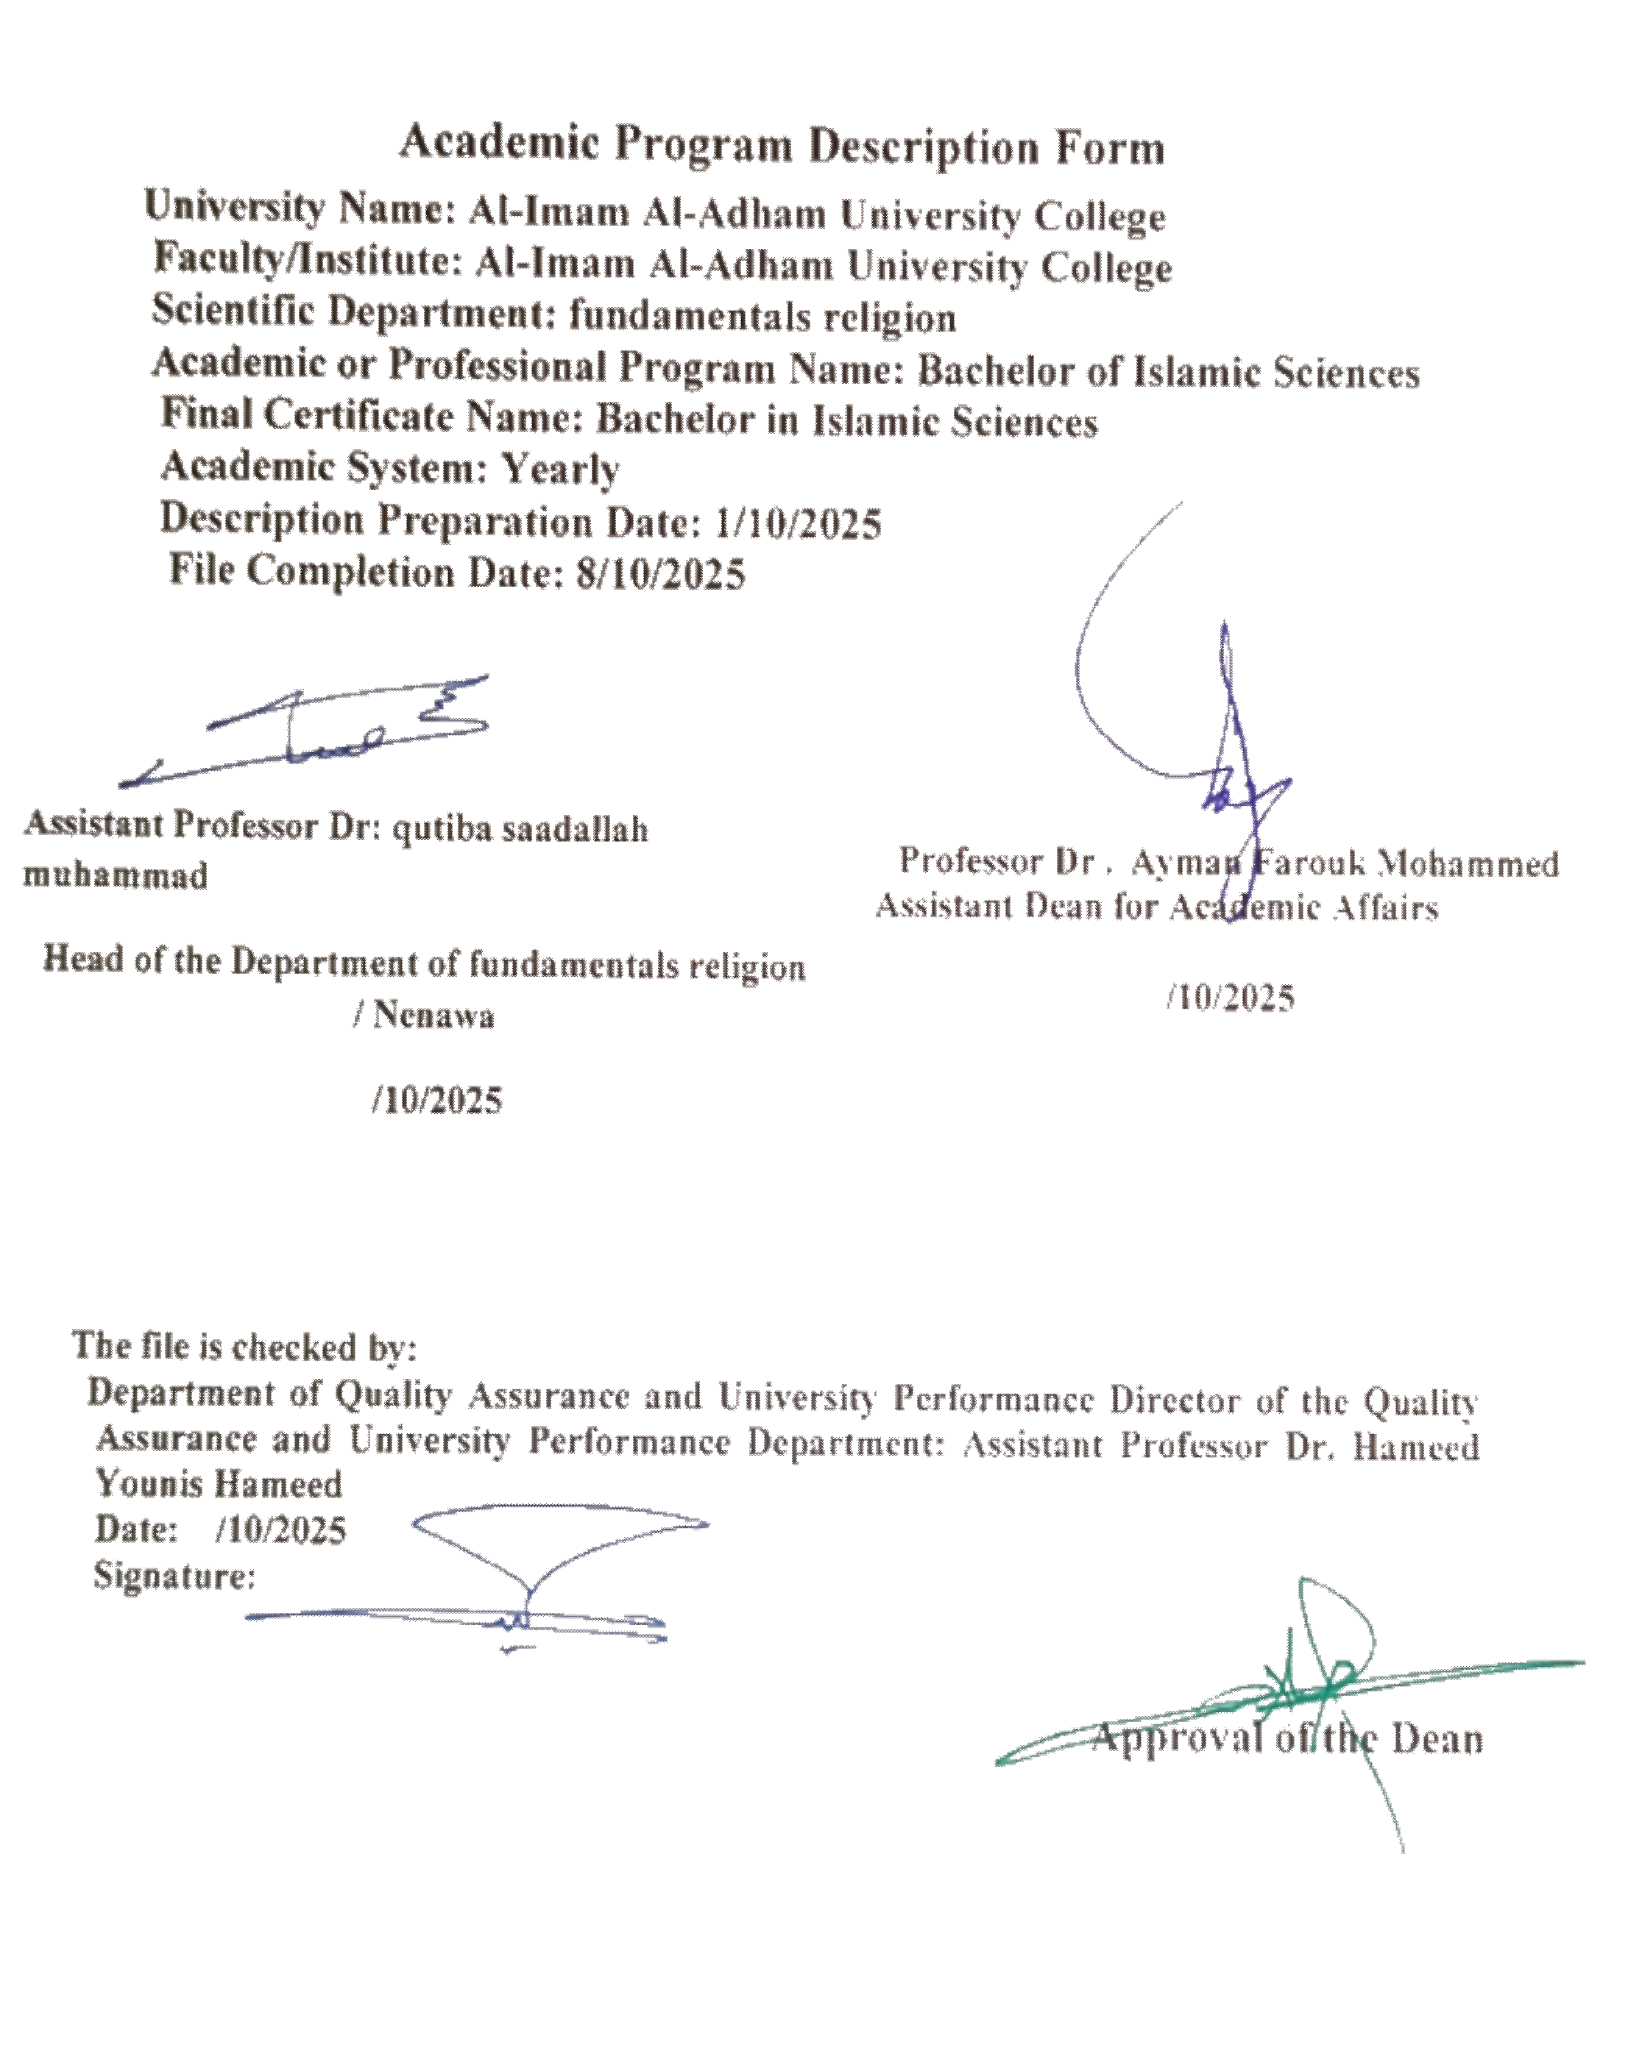 Academic Program Description Form
University Name: Al-Imam Al-Adham University College
Faculty/Institute: Al-Imam Al-Adham University College
Scientific Department: fundamentals religion
Academic or Professional Program Name: Bachelor of Islamic Sciences
Final Certificate Name: Bachelor in Islamic Sciences
Academic System: Yearly
Description Preparation Date: 1/10/2025
File Completion Date: 8/10/2025
Assistant Professor Dr: qutiba saadallah
muhammad
Head of the Department of fundamentals religion
/ Nenawa
/10/2025
Professor Dr . Ayman Farouk Mohammed
Assistant Dean for Academic Affairs
/10/2025
The file is checked by:
Department of Quality Assurance and University Performance Director of the Quality
Assurance and University Performance Department: Assistant Professor Dr. Hameed
Younis Hameed
Date: /10/2025
Signature:
Approval of the Dean